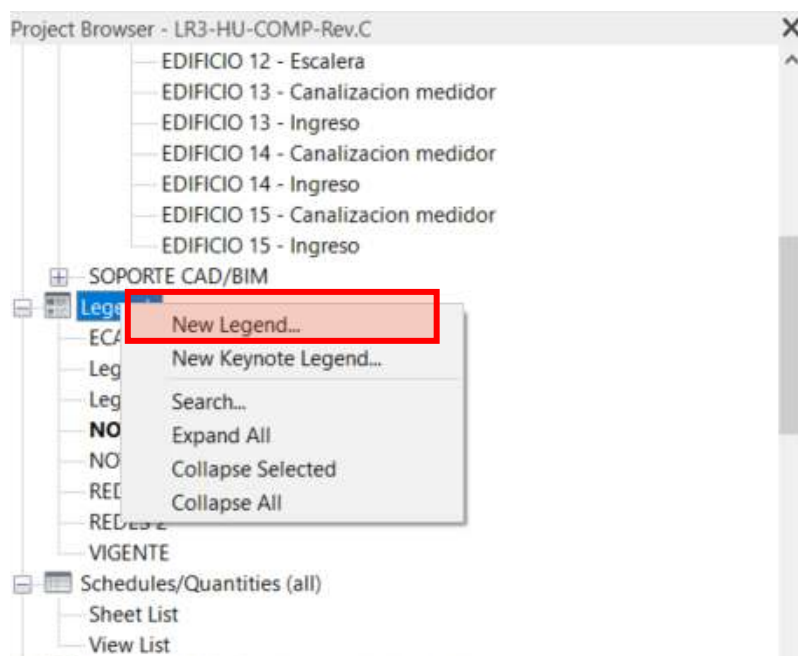 Project Browser - LR3-HU-COMP-Rev.C
EDIFICIO 12 - Escalera
EDIFICIO 13 - Canalizacion medidor
EDIFICIO 13 - Ingreso
EDIFICIO 14 - Canalizacion medidor
EDIFICIO 14 - Ingreso
EDIFICIO 15 - Canalizacion medidor
EDIFICIO 15 - Ingreso
SOPORTE CAD/BIM
New Legend...
New Keynote Legend...
Search...
Expand All
Collapse Selected
Collapse All
VIGENTE
Schedules/Quantities (all)
Sheet List
View List